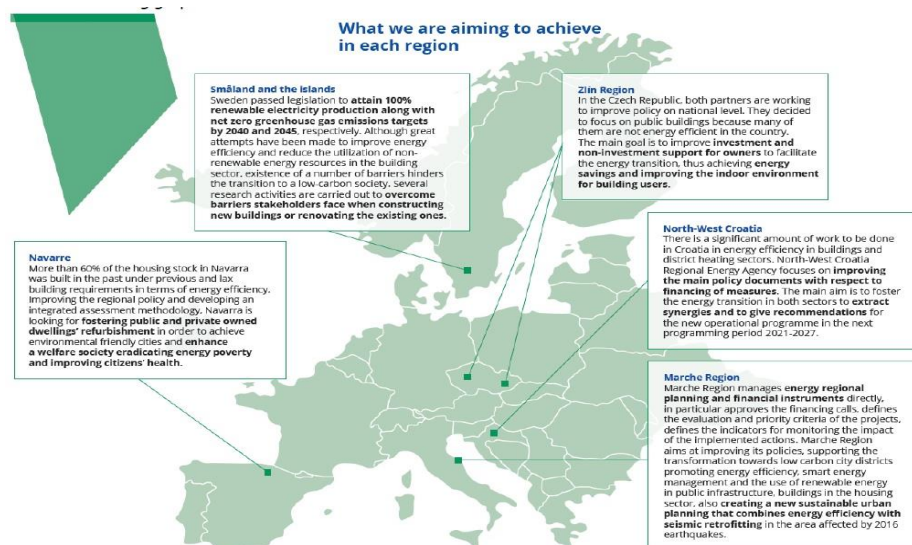 What we are aiming to achieve
in each region
Småland and the islands
Sweden passed legislation to attain 100%
renewable electricity production along with
net zero greenhouse gas emissions targets
by 2040 and 2045, respectively. Although great
attempts have been made to improve energy
efficiency and reduce the utilization of non-
renewable energy resources in the building
sector, existence of a number of barriers hinders
the transition to a low-carbon society. Several
research activities are carried out to overcome
barriers stakeholders face when constructing
new buildings or renovating the existing ones.
Zlín Region
In the Czech Republic, both partners are working
to improve policy on national level. They decided
to focus on public buildings because many of
them are not energy efficient in the country.
The main goal is to improve investment and
non-investment support for owners to facilitate
the energy transition, thus achieving energy
savings and improving the indoor environment
for building users.
Navarre
More than 60% of the housing stock in Navarra
was built in the past under previous and lax
building requirements in terms of energy efficiency.
Improving the regional policy and developing an
integrated assessment methodology, Navarra is
looking for fostering public and private owned
dwellings' refurbishment in order to achieve
environmental friendly cities and enhance
a welfare society eradicating energy poverty
and improving citizens' health.
North-West Croatia
There is a significant amount of work to be done
in Croatia in energy efficiency in buildings and
district heating sectors. North-West Croatia
Regional Energy Agency focuses on improving
the main policy documents with respect to
financing of measures. The main aim is to foster
the energy transition in both sectors to extract
synergies and to give recommendations for
the new operational programme in the next
programming period 2021-2027.
Marche Region
Marche Region manages energy regional
planning and financial instruments directly,
in particular approves the financing calls, defines
the evaluation and priority criteria of the projects,
defines the indicators for monitoring the impact
of the implemented actions. Marche Region
aims at improving its policies, supporting the
transformation towards low carbon city districts
promoting energy efficiency, smart energy
management and the use of renewable energy
in public infrastructure, buildings in the housing
sector, also creating a new sustainable urban
planning that combines energy efficiency with
seismic retrofitting in the area affected by 2016
earthquakes.